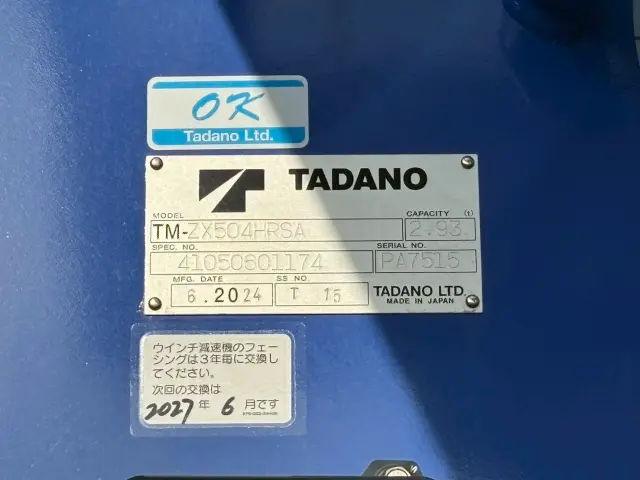 OK
Tadano Ltd.
TADANO
MODEL
TM-ZX504HRSA
CAPACITY (t)
2.93
SPEC. NO.
41050601174
SERIAL NO.
PA7515
MFG. DATE
6.2024
SS NO.
T 15
TADANO LTD.
MADE IN JAPAN
ウインチ減速機のフェー
シングは3年毎に交換し
てください。
次回の交換は
2027年 6月です